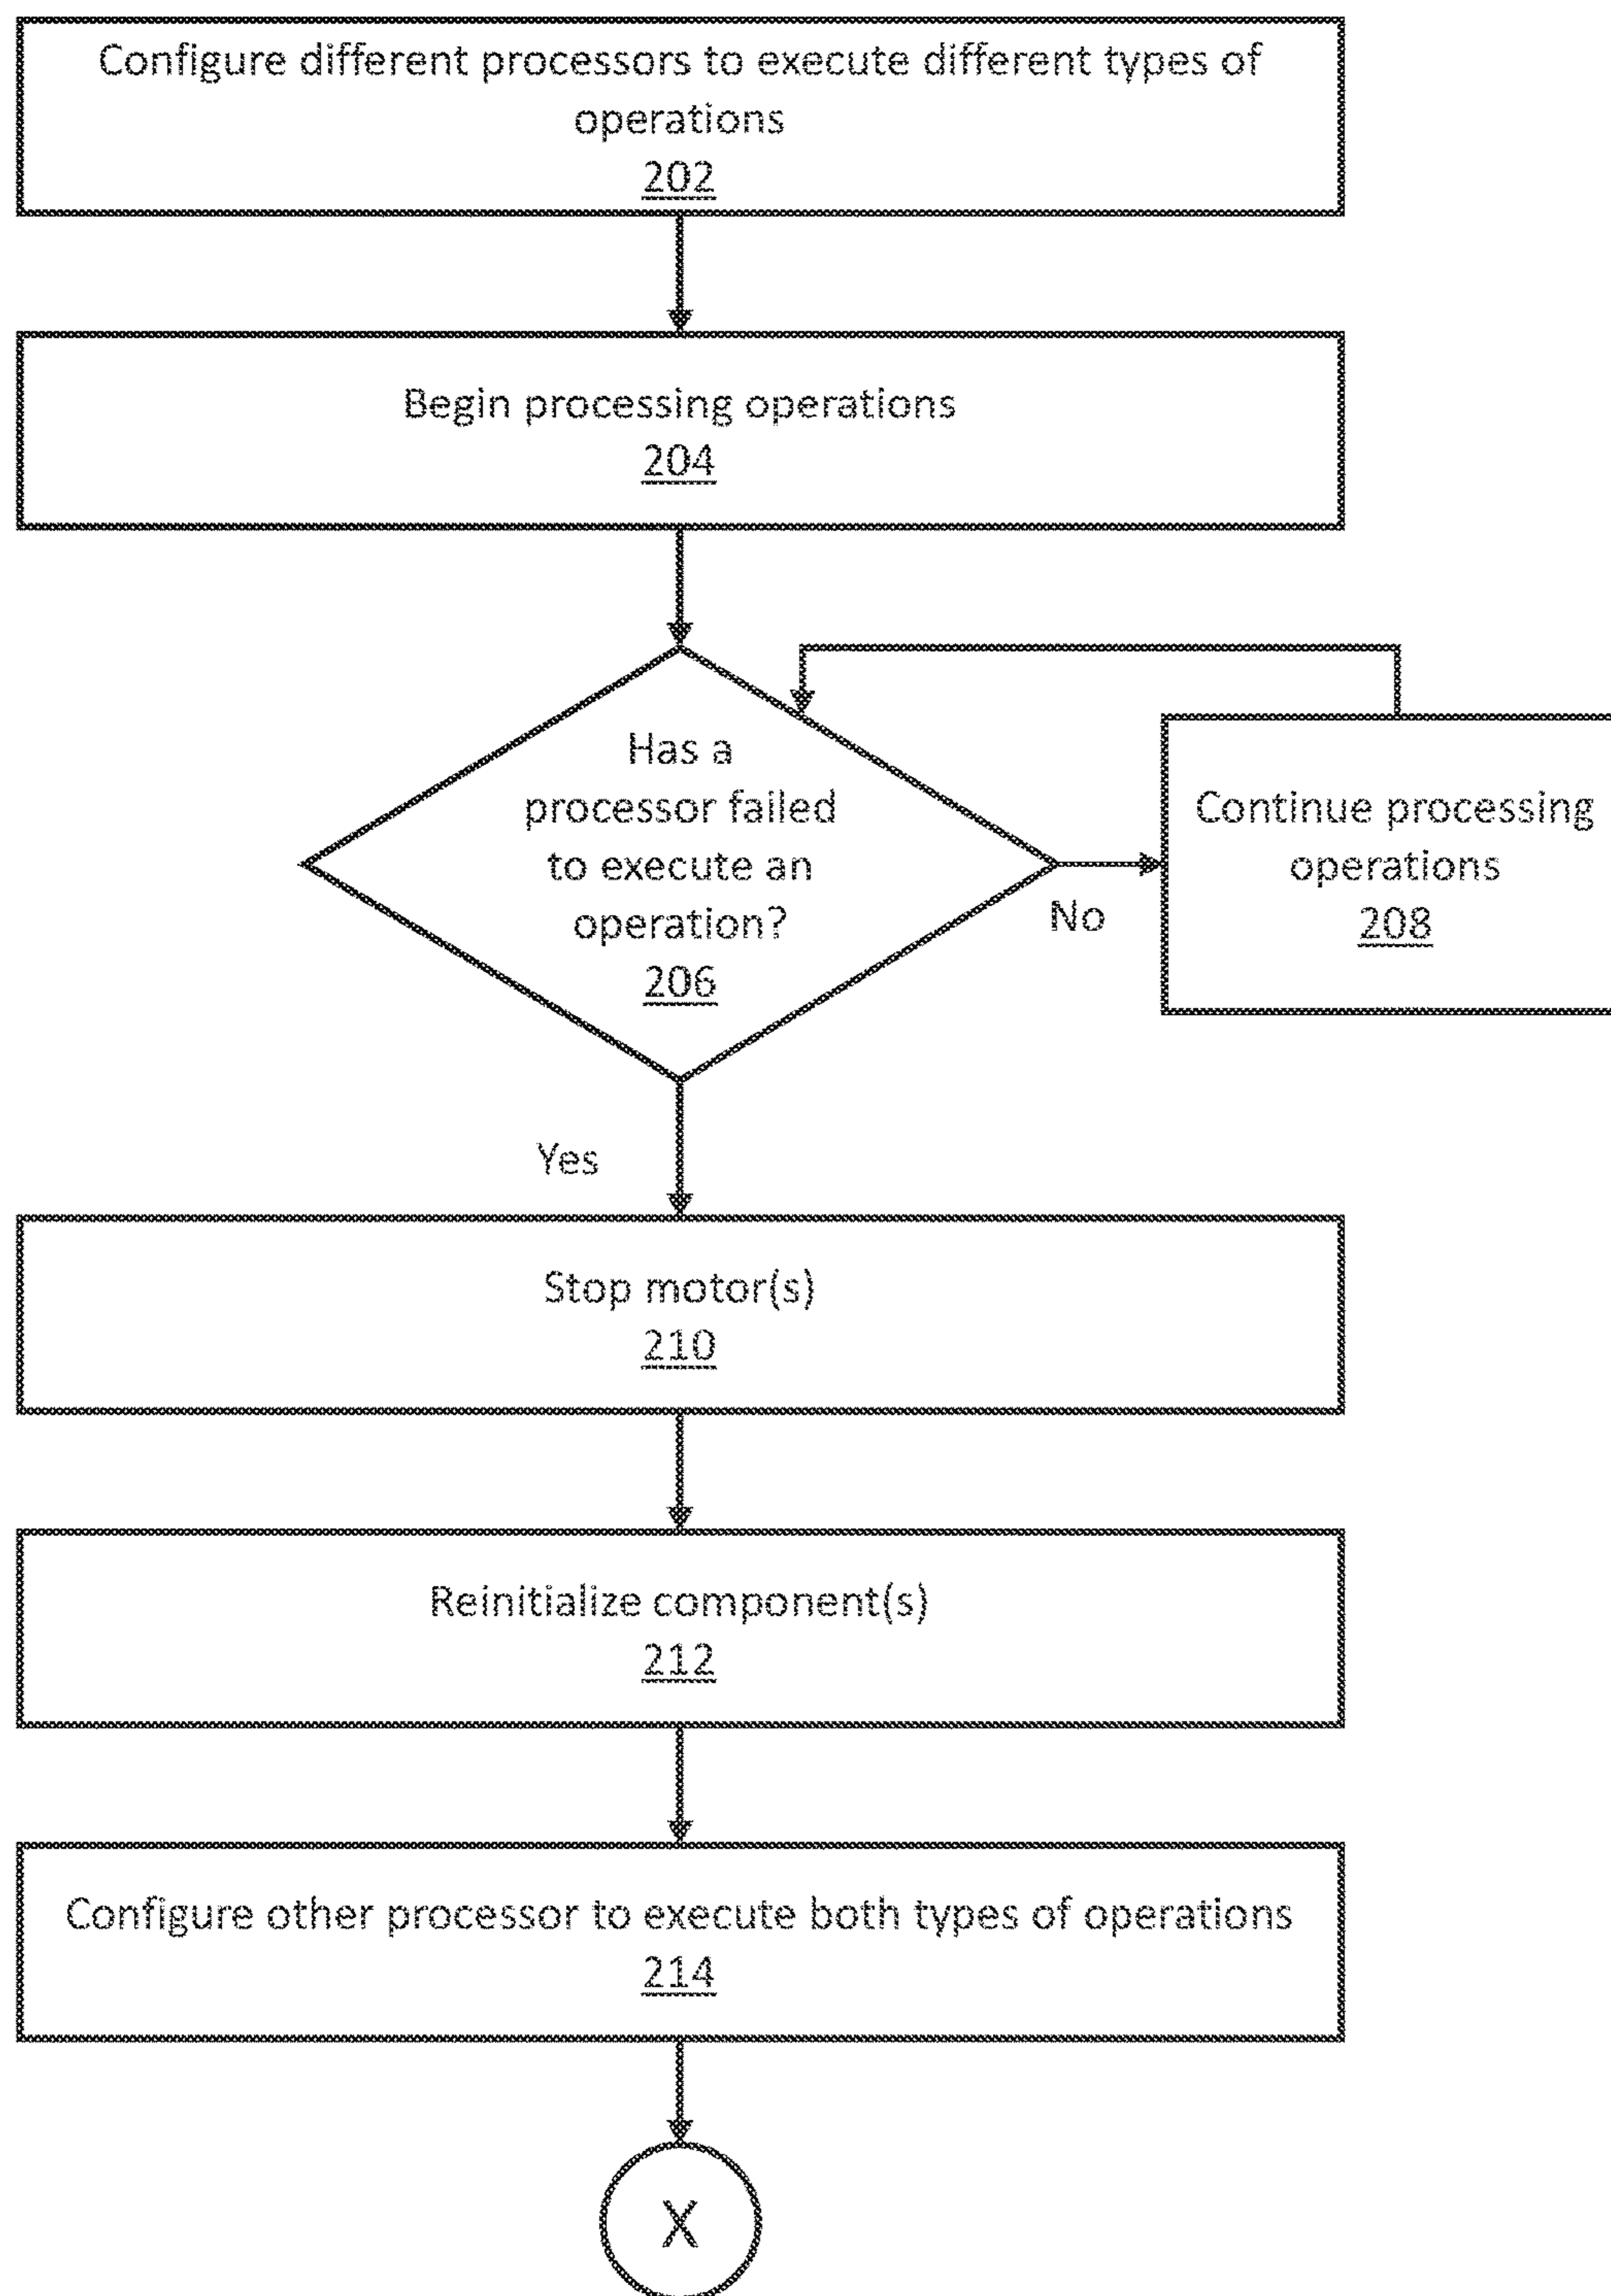 Configure different processors to execute different types of
operations
202
Begin processing operations
204
Has a
processor failed
to execute an
operation?
206
No
Continue processing
operations
208
Yes
Stop motor(s)
210
Reinitialize component(s)
212
Configure other processor to execute both types of operations
214
X